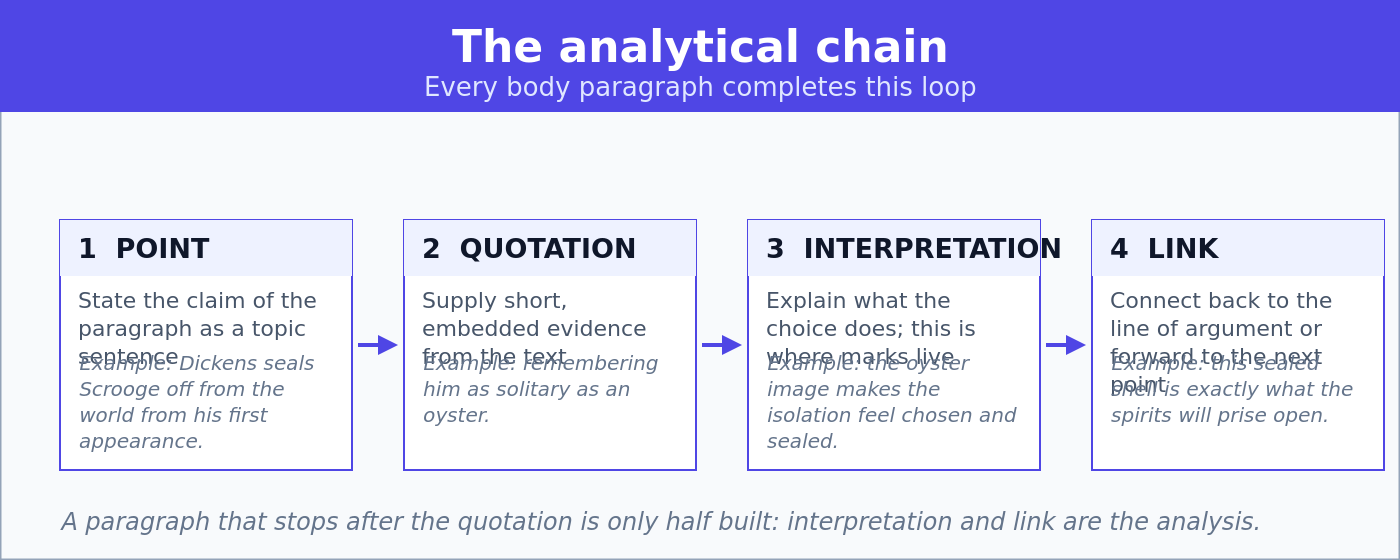 The analytical chain
Every body paragraph completes this loop
1 POINT
State the claim of the
paragraph as a topic
sentence
Example: Dickens seals
Scrooge off from the
world from his first
appearance.
2 QUOTATION
Supply short,
embedded evidence
from the text
Example: remembering
him as solitary as an
oyster.
3 INTERPRETATION
Explain what the
choice does; this is
where marks live
Example: the oyster
image makes the
isolation feel chosen and
sealed.
4 LINK
Connect back to the
line of argument or
forward to the next
point
Example: this sealed
shell is exactly what the
spirits will prise open.
A paragraph that stops after the quotation is only half built: interpretation and link are the analysis.